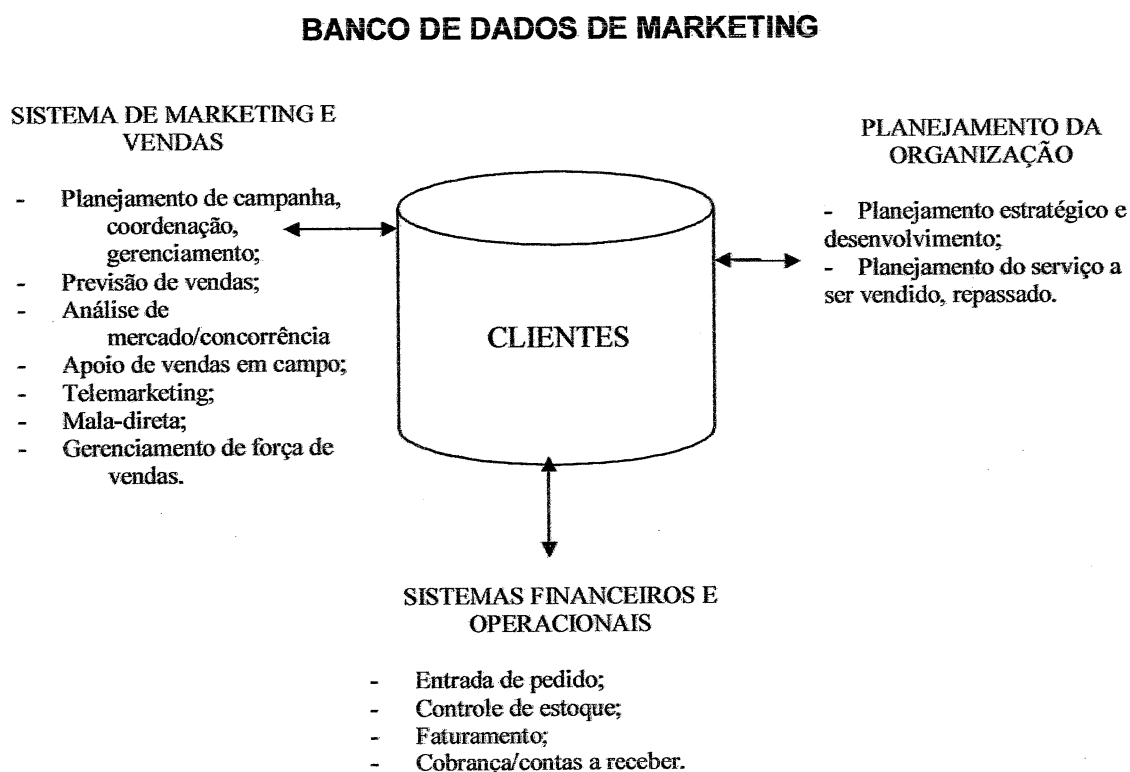 BANCO DE DADOS DE MARKETING
SISTEMA DE MARKETING E
VENDAS
- Planejamento de campanha,
coordenação,
gerenciamento;
- Previsão de vendas;
- Análise de
mercado/concorrência
- Apoio de vendas em campo;
- Telemarketing;
- Mala-direta;
- Gerenciamento de força de
vendas.
CLIENTES
PLANEJAMENTO DA
ORGANIZAÇÃO
- Planejamento estratégico e
desenvolvimento;
- Planejamento do serviço a
ser vendido, repassado.
SISTEMAS FINANCEIROS E
OPERACIONAIS
- Entrada de pedido;
- Controle de estoque;
- Faturamento;
- Cobrança/contas a receber.